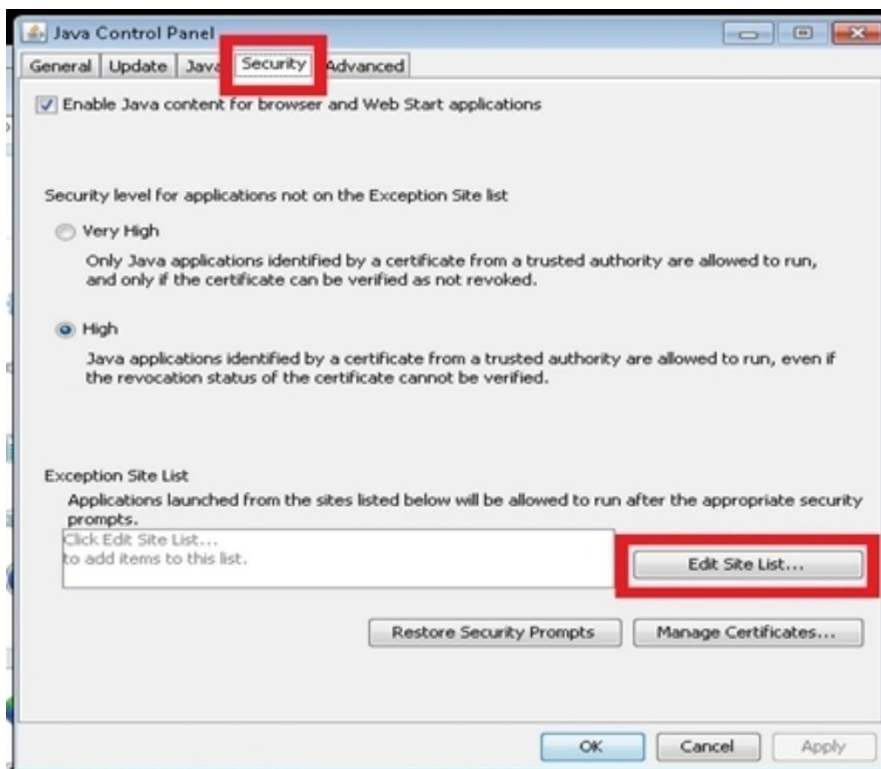 Java Control Panel
General Update Java Security Advanced
Enable Java content for browser and Web Start applications
Security level for applications not on the Exception Site list
Very High
Only Java applications identified by a certificate from a trusted authority are allowed to run,
and only if the certificate can be verified as not revoked.
High
Java applications identified by a certificate from a trusted authority are allowed to run, even if
the revocation status of the certificate cannot be verified.
Exception Site List
Applications launched from the sites listed below will be allowed to run after the appropriate security
prompts.
Click Edit Site List...
to add items to this list.
Edit Site List...
Restore Security Prompts Manage Certificates...
OK Cancel Apply